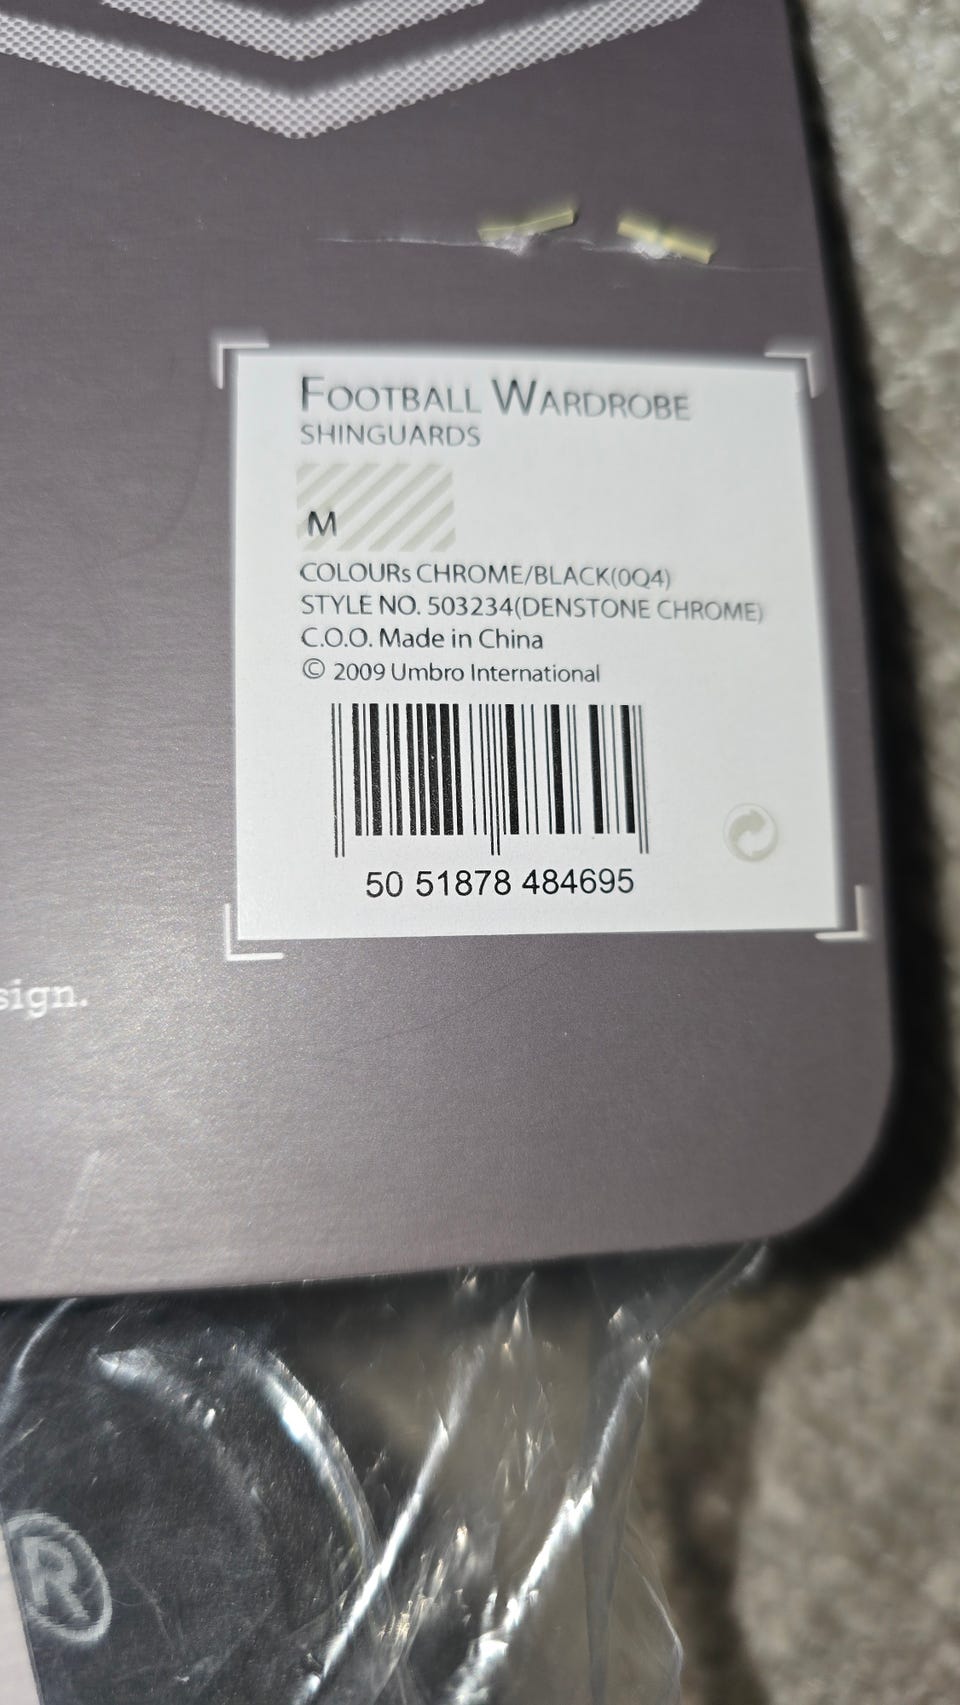 FOOTBALL WARDROBE
SHINGUARDS
M
COLOURs CHROME/BLACK(0Q4)
STYLE NO. 503234(DENSTONE CHROME)
C.O.O. Made in China
© 2009 Umbro International
50 51878 484695
sign.
®